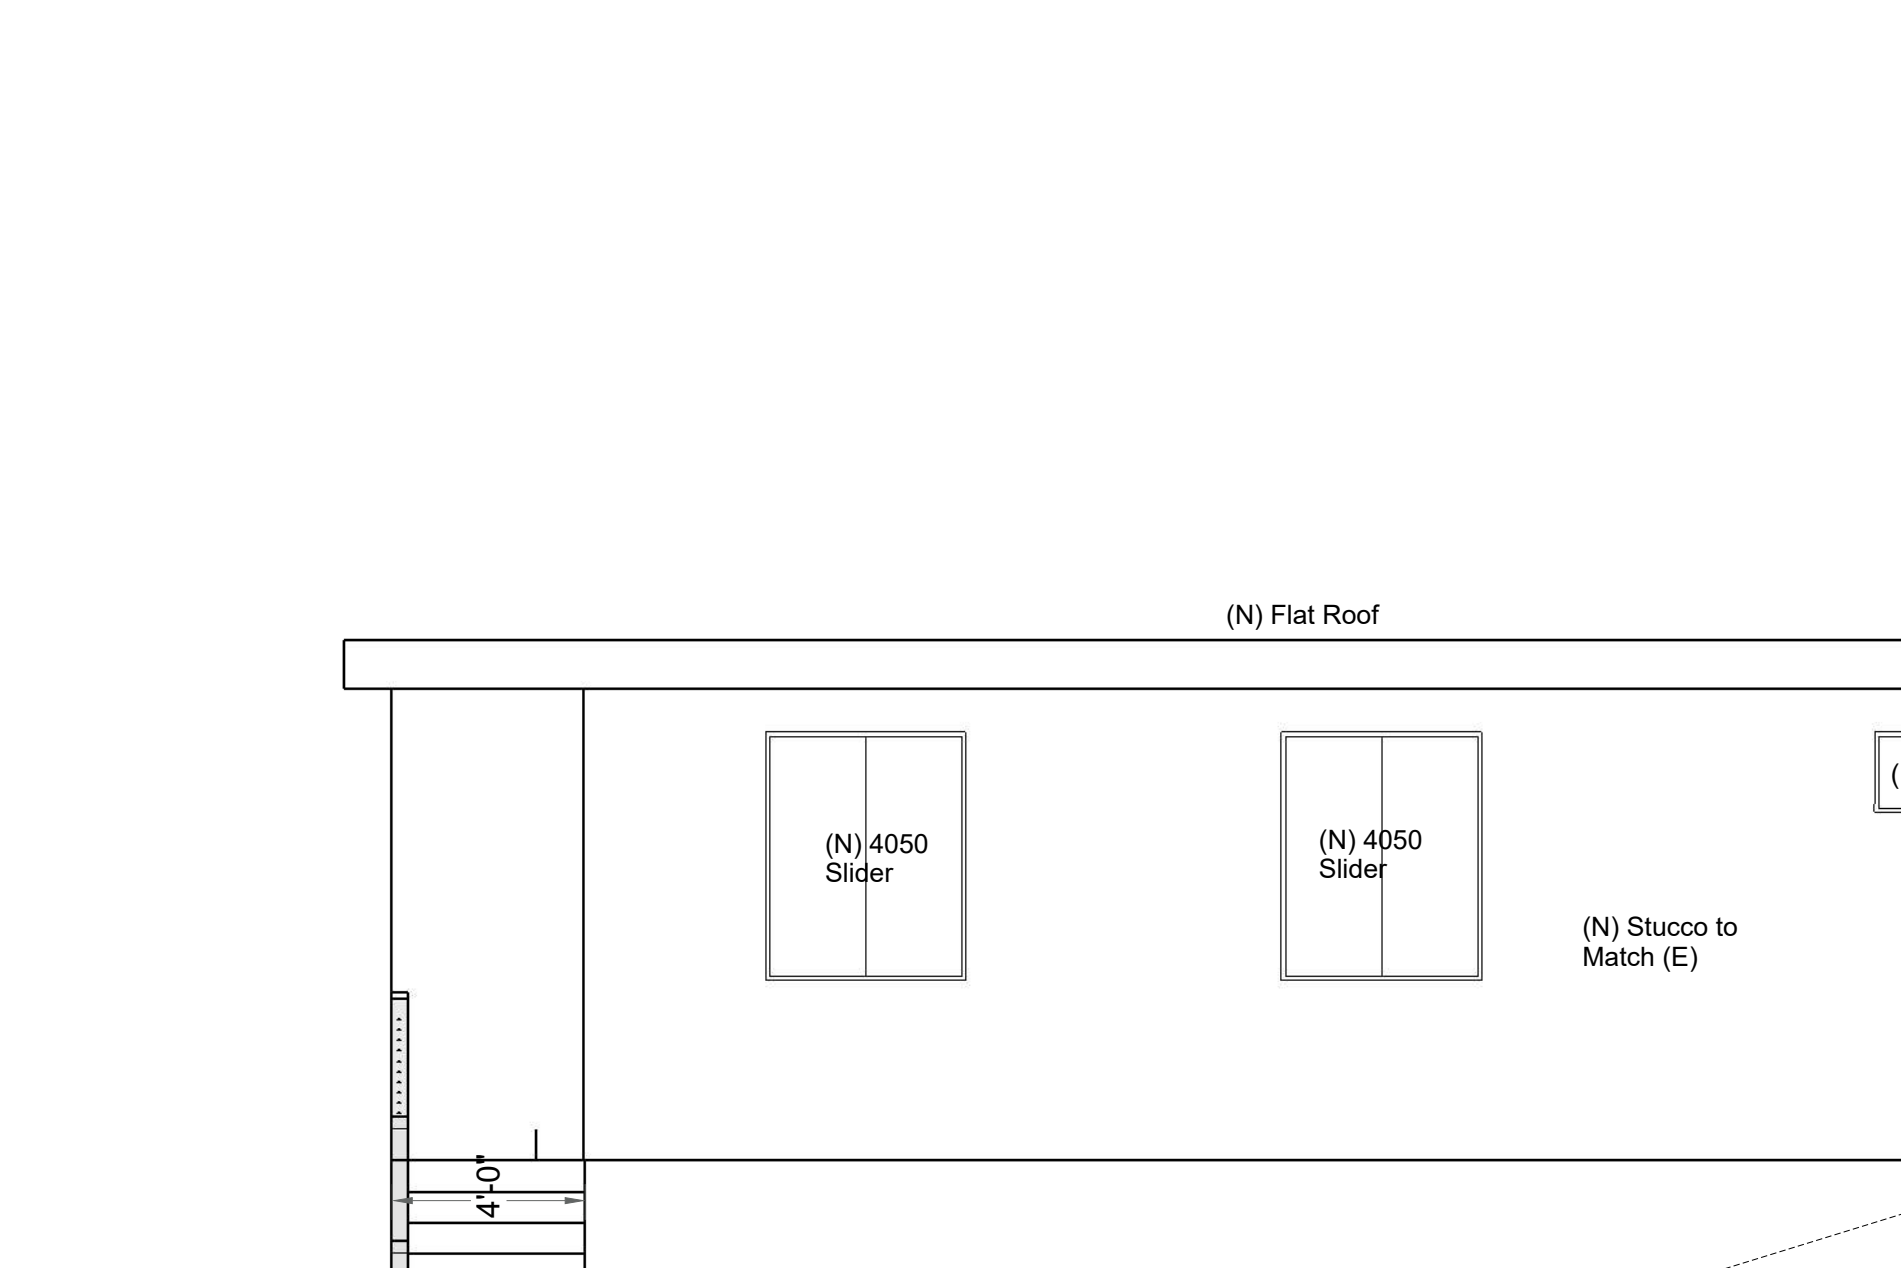 (N) Flat Roof
(N) 4050
Slider
(N) 4050
Slider
(N) Stucco to
Match (E)
(
4'-0"